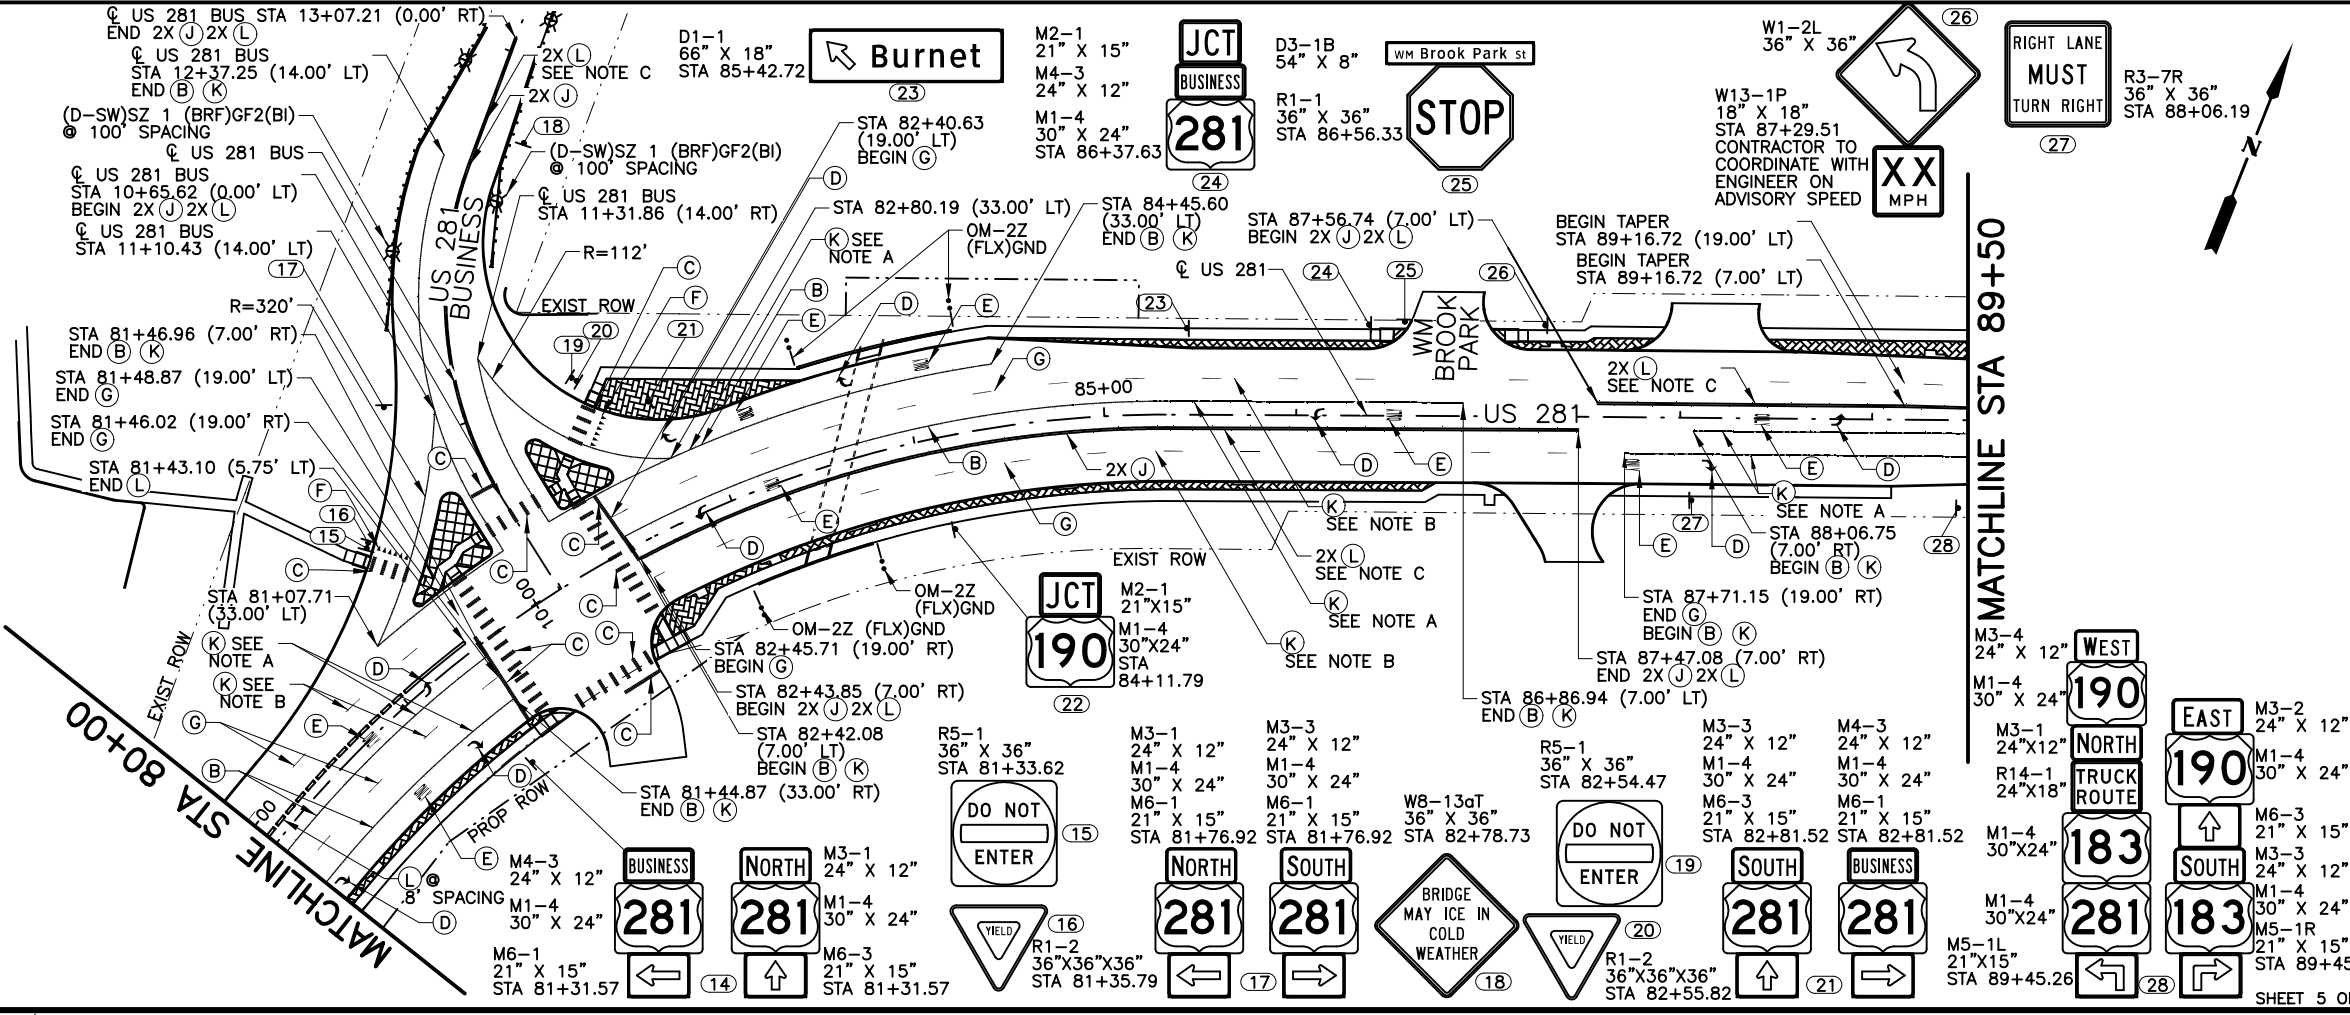 ℄ US 281 BUS STA 13+07.21 (0.00' RT)
END 2X J 2X L
℄ US 281 BUS
STA 12+37.25 (14.00' LT)
END B K
(D-SW)SZ 1 (BRF)GF2(BI)
@ 100' SPACING
℄ US 281 BUS
℄ US 281 BUS
STA 10+65.62 (0.00' LT)
BEGIN 2X J 2X L
℄ US 281 BUS
STA 11+10.43 (14.00' LT)
17
R=320'
STA 81+46.96 (7.00' RT)
END B K
STA 81+48.87 (19.00' LT)
END G
STA 81+46.02 (19.00' RT)
END G
STA 81+43.10 (5.75' LT)
END L
F
16
15
C
STA 81+07.71
(33.00' LT)
K SEE
NOTE A
K SEE
NOTE B
G
B
D
E
EXIST ROW
MATCHLINE STA 80+00
+00
L @
8' SPACING
D
E
D
PROP ROW
2X L
SEE NOTE C
2X J
18
(D-SW)SZ 1 (BRF)GF2(BI)
@ 100' SPACING
℄ US 281 BUS
STA 11+31.86 (14.00' RT)
R=112'
US 281
BUSINESS
EXIST ROW
C
F
20
21
19
C
C
10+00
C
C
C
C
C
D1-1
66" X 18"
STA 85+42.72
Burnet
23
STA 82+40.63
(19.00' LT)
BEGIN G
D
STA 82+80.19 (33.00' LT)
K SEE
NOTE A
B
E
OM-2Z
(FLX)GND
D
E
STA 84+45.60
(33.00' LT)
END B K
M2-1
21" X 15"
M4-3
24" X 12"
M1-4
30" X 24"
STA 86+37.63
JCT
BUSINESS
281
24
D3-1B
54" X 8"
R1-1
36" X 36"
STA 86+56.33
WM Brook Park St
STOP
25
W1-2L
36" X 36"
26
W13-1P
18" X 18"
STA 87+29.51
CONTRACTOR TO
COORDINATE WITH
ENGINEER ON
ADVISORY SPEED
XX
MPH
RIGHT LANE
MUST
TURN RIGHT
27
R3-7R
36" X 36"
STA 88+06.19
N
STA 87+56.74 (7.00' LT)
BEGIN 2X J 2X L
℄ US 281
23
24
25
26
BEGIN TAPER
STA 89+16.72 (19.00' LT)
BEGIN TAPER
STA 89+16.72 (7.00' LT)
WM
BROOK
PARK
G
85+00
US 281
2X L
SEE NOTE C
B
2X J
D
E
E
D
G
D
E
D
K
SEE NOTE B
2X L
SEE NOTE C
K
SEE NOTE A
K
SEE NOTE B
EXIST ROW
K
SEE NOTE A
27
28
E
D
STA 88+06.75
(7.00' RT)
BEGIN B K
STA 87+71.15 (19.00' RT)
END G
BEGIN B K
STA 87+47.08 (7.00' RT)
END 2X J 2X L
STA 86+86.94 (7.00' LT)
END B K
MATCHLINE STA 89+50
OM-2Z
(FLX)GND
OM-2Z (FLX)GND
STA 82+45.71 (19.00' RT)
BEGIN G
STA 82+43.85 (7.00' RT)
BEGIN 2X J 2X L
STA 82+42.08
(7.00' LT)
BEGIN B K
STA 81+44.87 (33.00' RT)
END B K
JCT
190
22
M2-1
21"X15"
M1-4
30"X24"
STA
84+11.79
M4-3
24" X 12"
M1-4
30" X 24"
M6-1
21" X 15"
STA 81+31.57
BUSINESS
281
14
NORTH
281
M3-1
24" X 12"
M1-4
30" X 24"
M6-3
21" X 15"
STA 81+31.57
R5-1
36" X 36"
STA 81+33.62
DO NOT
ENTER
15
YIELD
16
R1-2
36"X36"X36"
STA 81+35.79
M3-1
24" X 12"
M1-4
30" X 24"
M6-1
21" X 15"
STA 81+76.92
NORTH
281
17
M3-3
24" X 12"
M1-4
30" X 24"
M6-1
21" X 15"
STA 81+76.92
SOUTH
281
W8-13aT
36" X 36"
STA 82+78.73
BRIDGE
MAY ICE IN
COLD
WEATHER
18
R5-1
36" X 36"
STA 82+54.47
DO NOT
ENTER
19
YIELD
20
R1-2
36"X36"X36"
STA 82+55.82
M3-3
24" X 12"
M1-4
30" X 24"
M6-3
21" X 15"
STA 82+81.52
SOUTH
281
21
M4-3
24" X 12"
M1-4
30" X 24"
M6-1
21" X 15"
STA 82+81.52
BUSINESS
281
M3-4
24" X 12"
M1-4
30" X 24"
M3-1
24"X12"
R14-1
24"X18"
M1-4
30"X24"
M1-4
30"X24"
M5-1L
21"X15"
STA 89+45.26
WEST
190
NORTH
TRUCK
ROUTE
183
281
28
EAST
190
SOUTH
183
M3-2
24" X 12"
M1-4
30" X 24"
M6-3
21" X 15"
M3-3
24" X 12"
M1-4
30" X 24"
M5-1R
21" X 15"
STA 89+45
SHEET 5 O